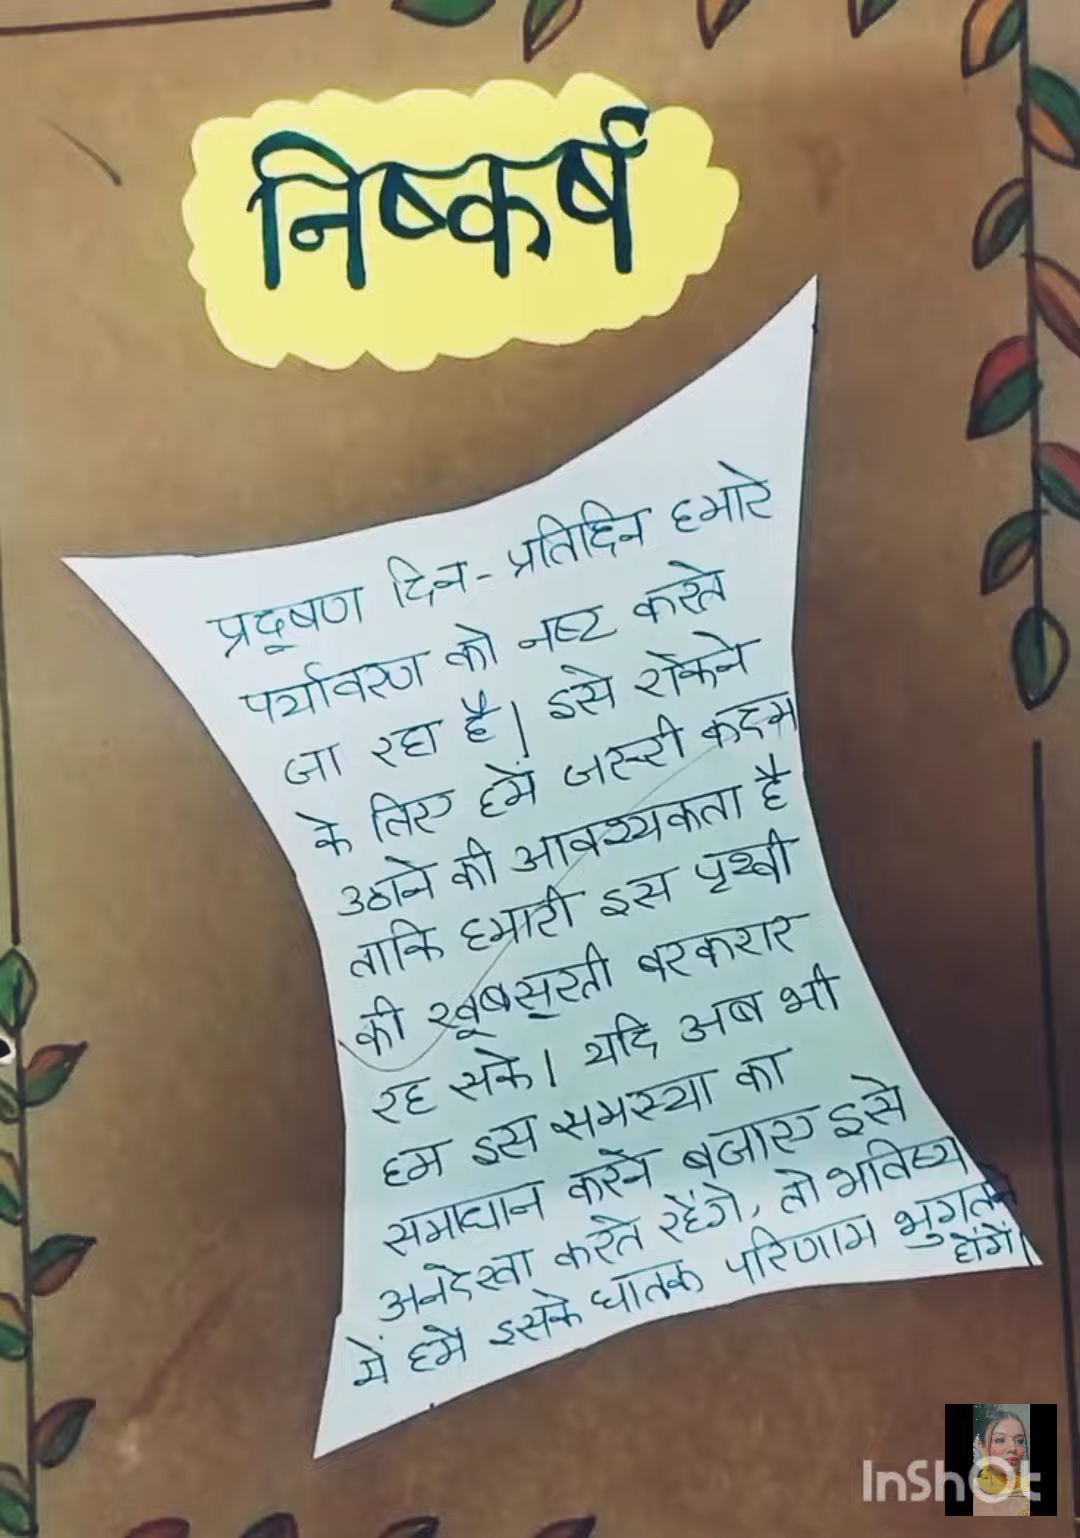 निष्कर्ष
प्रदूषण दिन-प्रतिदिन हमारे
पर्यावरण को नष्ट करते
जा रहा है। इसे रोकने
के लिए हमें जरूरी कदम
उठाने की आवश्यकता है
ताकि हमारी इस पृथ्वी
की खूबसूरती बरकरार
रह सके। यदि अब भी
हम इस समस्या का
समाधान करने बजाए इसे
अनदेखा करते रहेंगे, तो भविष्य
में हमें इसके घातक परिणाम भुगतने
होंगे।
InShOt